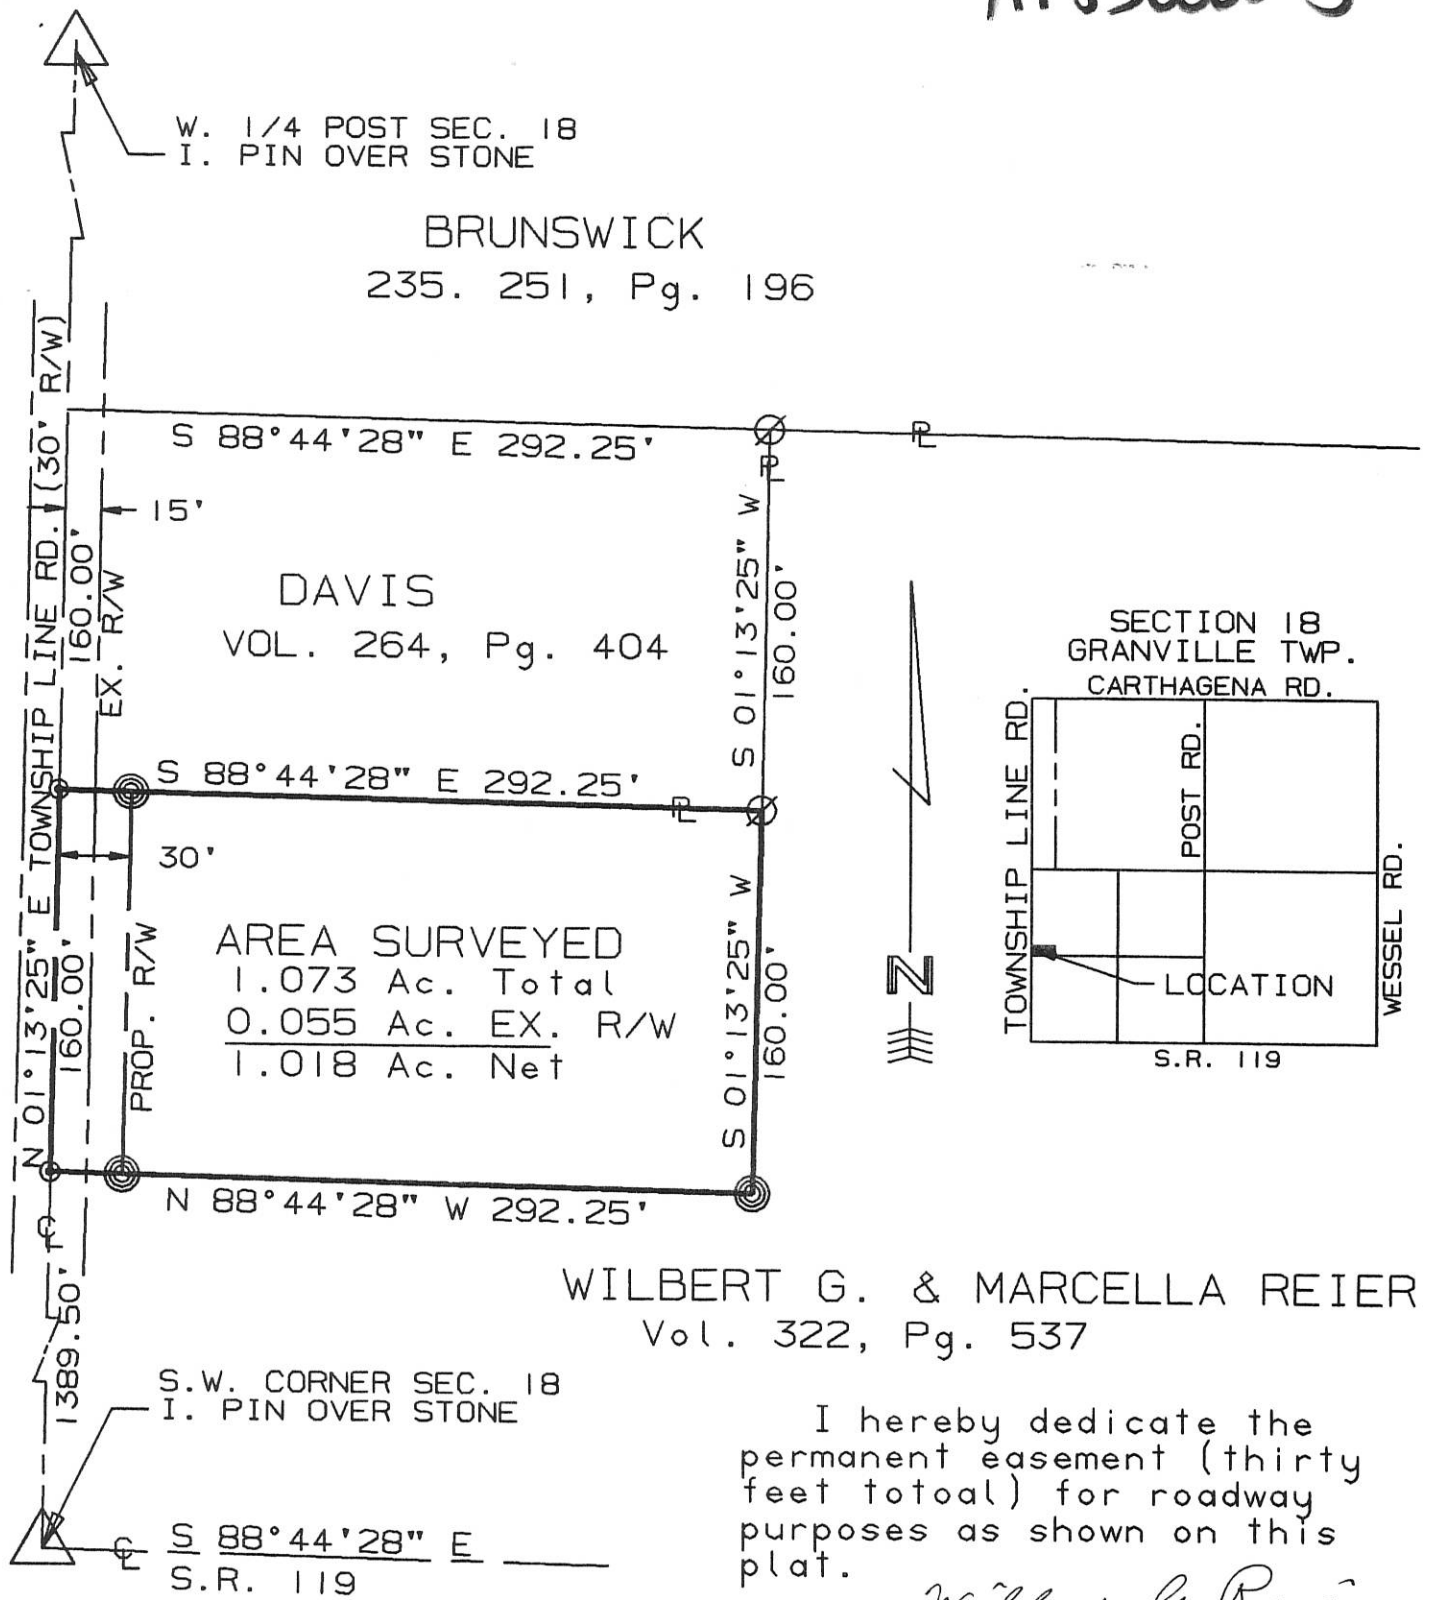 W. 1/4 POST SEC. 18
I. PIN OVER STONE
BRUNSWICK
235. 251, Pg. 196
S 88°44'28" E 292.25'
P̲L
P̲L
15'
N 01°13'25" E TOWNSHIP LINE RD. (30' R/W)
160.00'
EX. R/W
DAVIS
VOL. 264, Pg. 404
S 01°13'25" W
160.00'
SECTION 18
GRANVILLE TWP.
CARTHAGENA RD.
TOWNSHIP LINE RD.
POST RD.
WESSEL RD.
LOCATION
S.R. 119
N
S 88°44'28" E 292.25'
PL
30'
AREA SURVEYED
1.073 Ac. Total
0.055 Ac. EX. R/W
1.018 Ac. Net
160.00'
PROP. R/W
S 01°13'25" W
160.00'
N 88°44'28" W 292.25'
CL
1389.50'
WILBERT G. & MARCELLA REIER
Vol. 322, Pg. 537
S.W. CORNER SEC. 18
I. PIN OVER STONE
CL S 88°44'28" E
S.R. 119
I hereby dedicate the
permanent easement (thirty
feet totoal) for roadway
purposes as shown on this
plat.